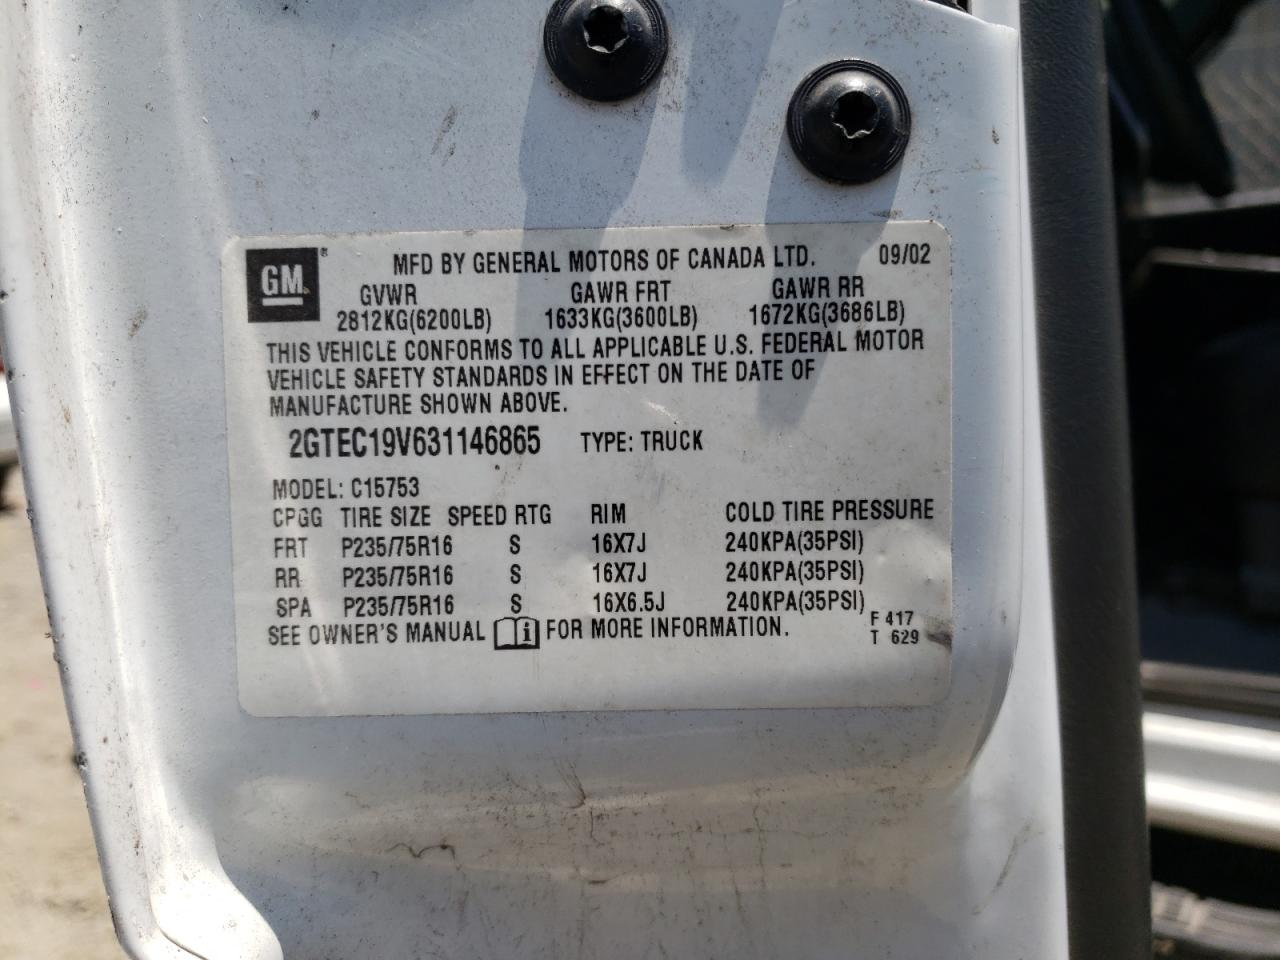 GM ® MFD BY GENERAL MOTORS OF CANADA LTD. 09/02
GVWR GAWR FRT GAWR RR
2812KG(6200LB) 1633KG(3600LB) 1672KG(3686LB)
THIS VEHICLE CONFORMS TO ALL APPLICABLE U.S. FEDERAL MOTOR
VEHICLE SAFETY STANDARDS IN EFFECT ON THE DATE OF
MANUFACTURE SHOWN ABOVE.
2GTEC19V631146865 TYPE: TRUCK
MODEL: C15753
CPGG TIRE SIZE SPEED RTG RIM COLD TIRE PRESSURE
FRT P235/75R16 S 16X7J 240KPA(35PSI)
RR P235/75R16 S 16X7J 240KPA(35PSI)
SPA P235/75R16 S 16X6.5J 240KPA(35PSI)
SEE OWNER'S MANUAL i FOR MORE INFORMATION.
F 417
T 629